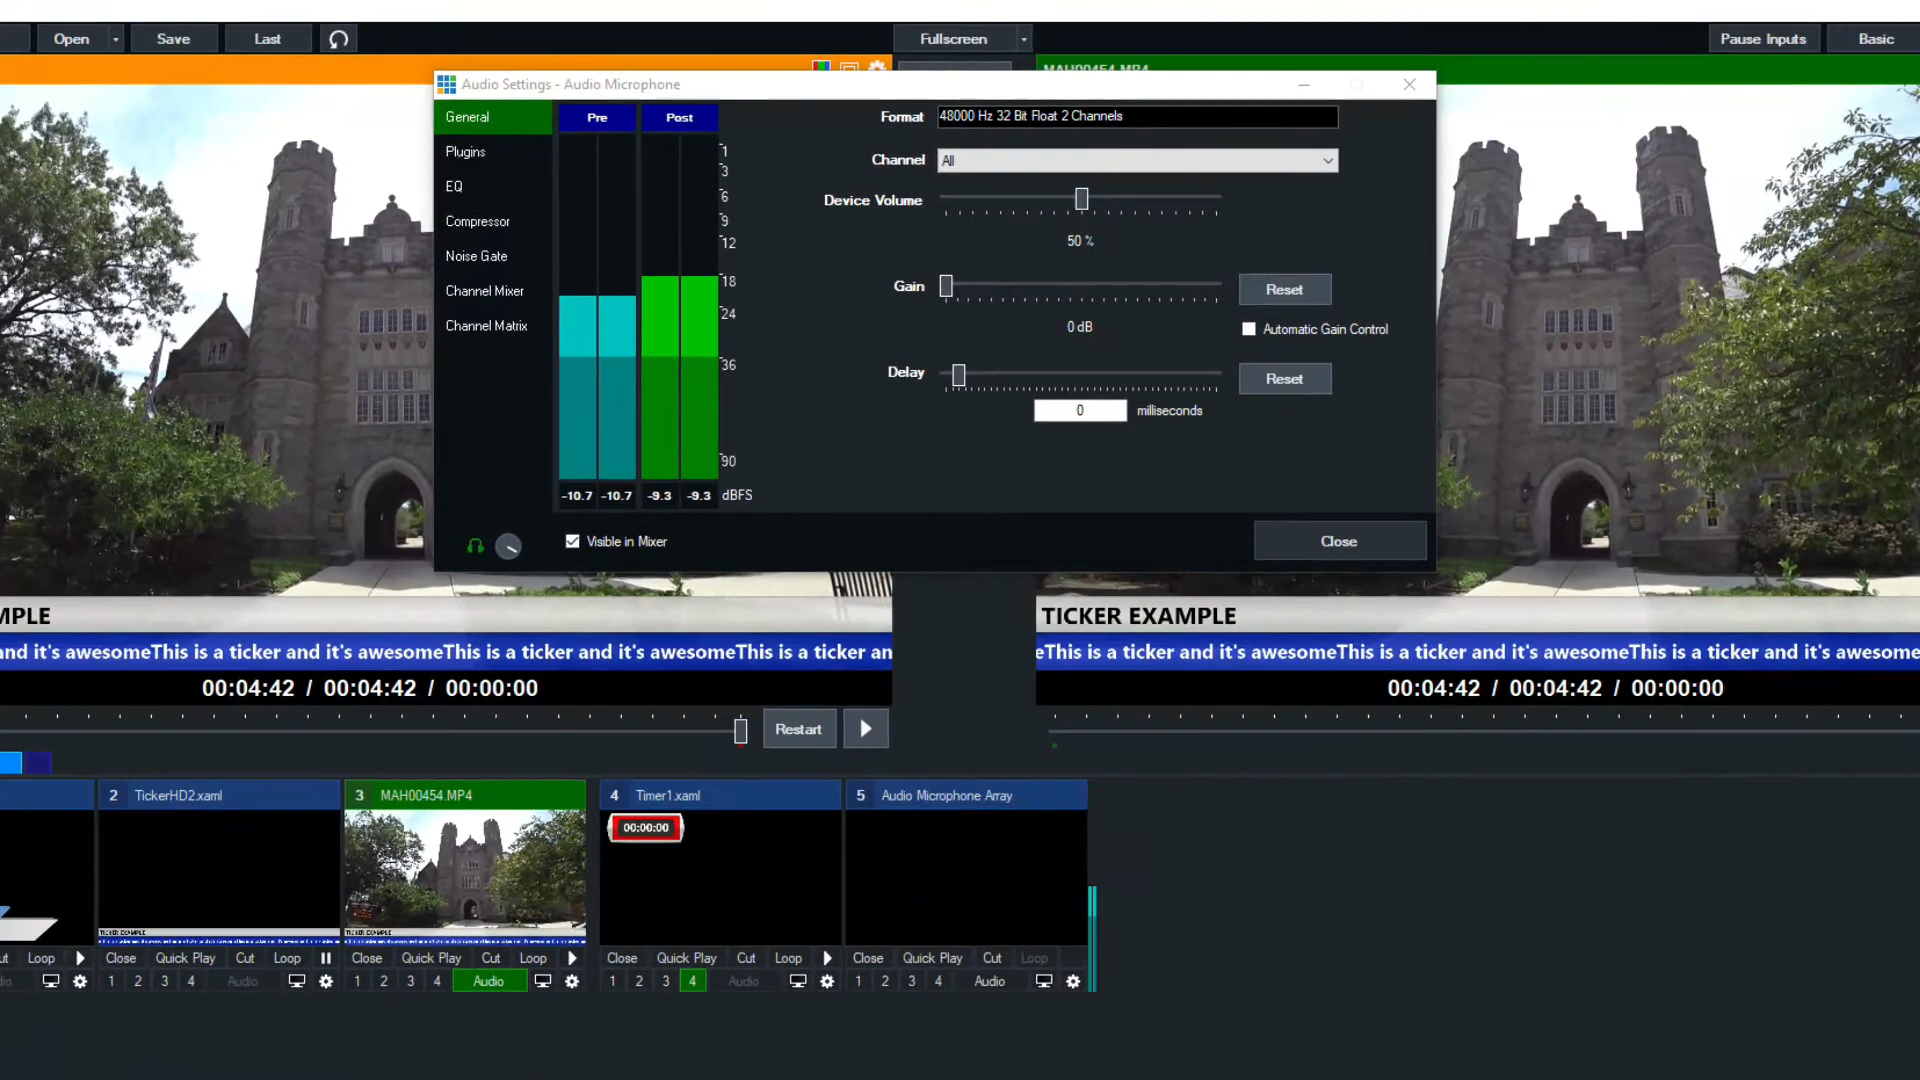 Open
Save
Last
Fullscreen
Pause Inputs
Basic
MAH00454.MP4
Audio Settings - Audio Microphone
General
Plugins
EQ
Compressor
Noise Gate
Channel Mixer
Channel Matrix
Pre
Post
1
3
6
9
12
18
24
36
90
-10.7 -10.7 -9.3 -9.3 dBFS
Format 48000 Hz 32 Bit Float 2 Channels
Channel All
Device Volume
50 %
Gain
Reset
0 dB
Automatic Gain Control
Delay
Reset
0 milliseconds
Visible in Mixer
Close
MPLE
and it's awesomeThis is a ticker and it's awesomeThis is a ticker and it's awesomeThis is a ticker an
00:04:42 / 00:04:42 / 00:00:00
Restart
TICKER EXAMPLE
eThis is a ticker and it's awesomeThis is a ticker and it's awesomeThis is a ticker and it's awesome
00:04:42 / 00:04:42 / 00:00:00
2 TickerHD2.xaml
3 MAH00454.MP4
4 Timer1.xaml
5 Audio Microphone Array
00:00:00
TICKER EXAMPLE
TICKER EXAMPLE
ut Loop
Close Quick Play Cut Loop
Close Quick Play Cut Loop
Close Quick Play Cut Loop
Close Quick Play Cut Loop
dio
1 2 3 4 Audio
1 2 3 4 Audio
1 2 3 4 Audio
1 2 3 4 Audio